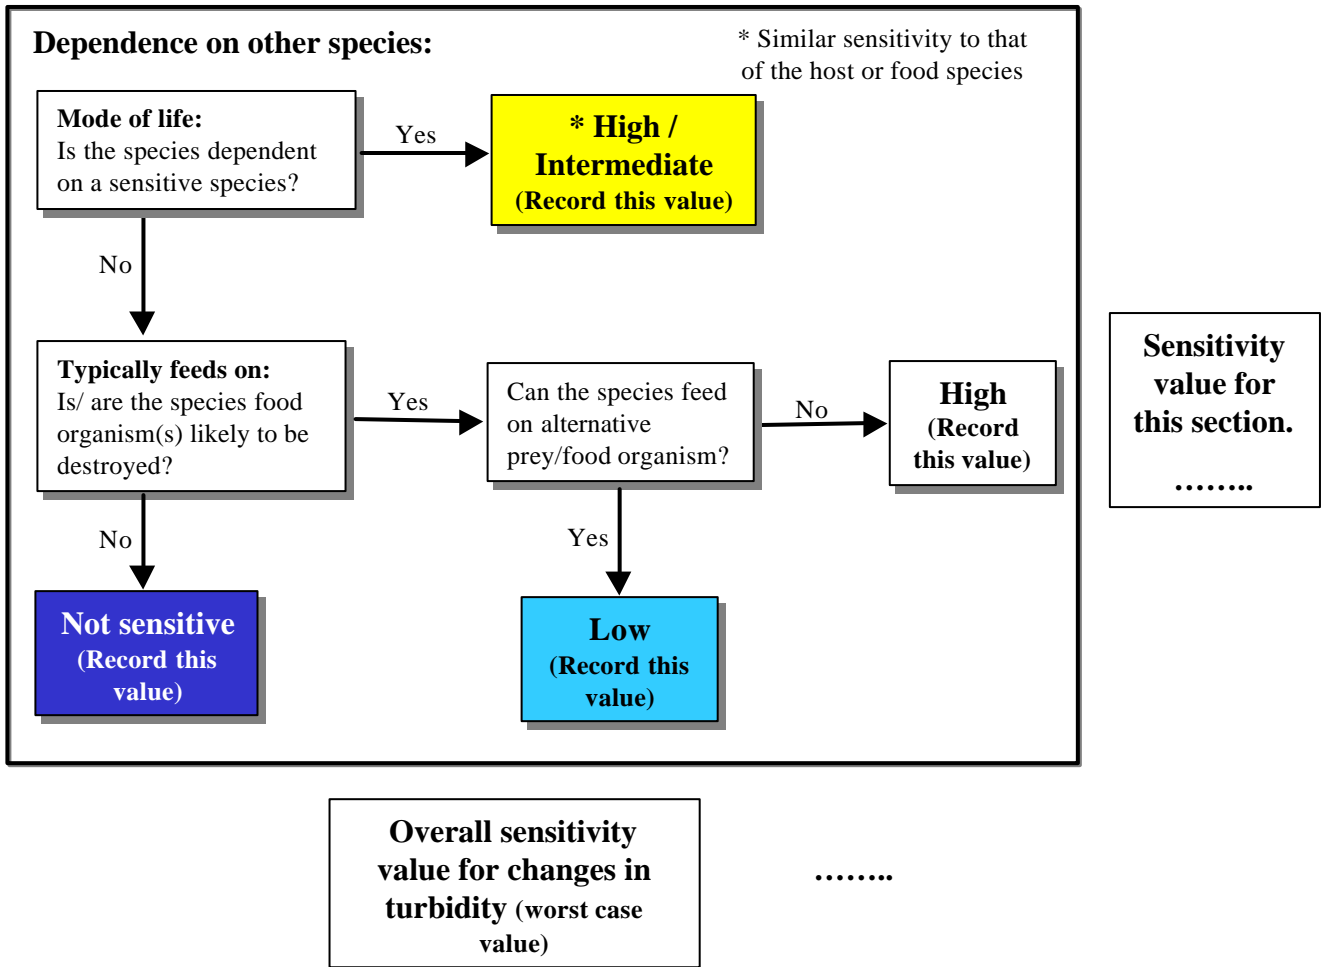 Dependence on other species:
* Similar sensitivity to that
of the host or food species
Mode of life:
Is the species dependent
on a sensitive species?
Yes
* High /
Intermediate
(Record this value)
No
Typically feeds on:
Is/ are the species food
organism(s) likely to be
destroyed?
Yes
Can the species feed
on alternative
prey/food organism?
No
High
(Record
this value)
Sensitivity
value for
this section.
……..
No
Yes
Not sensitive
(Record this
value)
Low
(Record this
value)
Overall sensitivity
value for changes in
turbidity (worst case
value)
……..